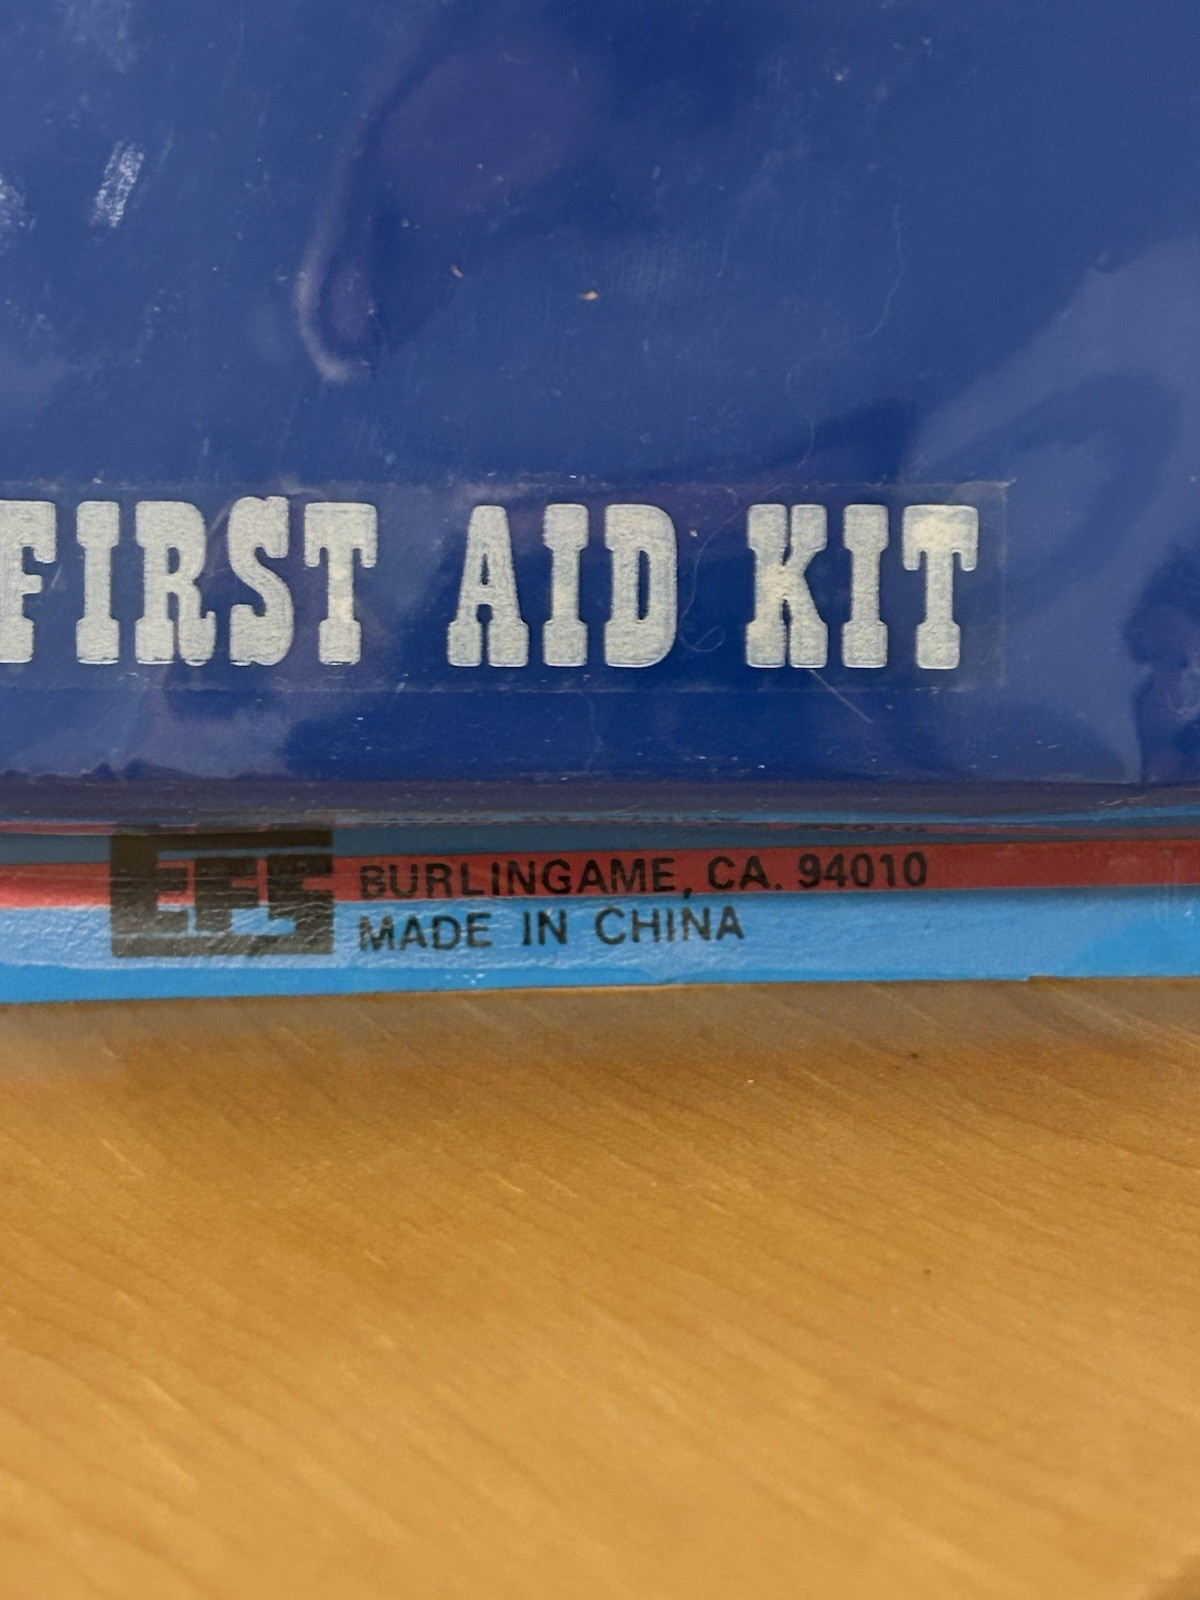 FIRST AID KIT
EFS BURLINGAME, CA. 94010
MADE IN CHINA